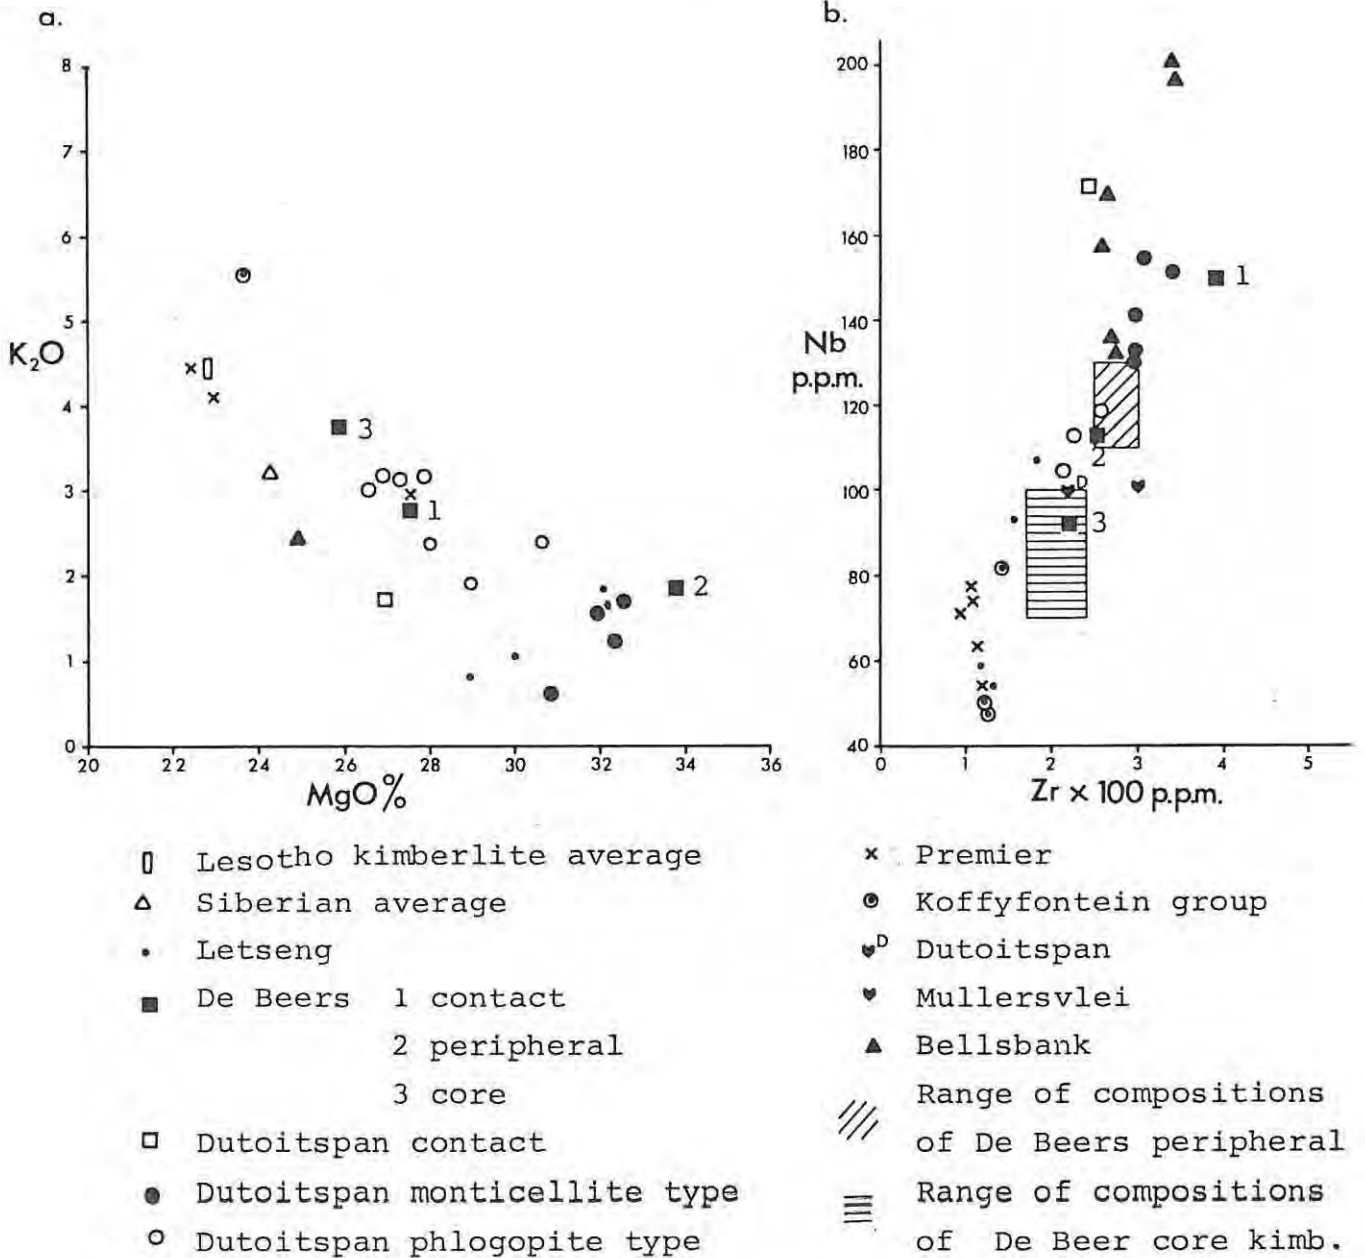 a.
8
7
6
5
K₂O
4
3
3
1
2
2
1
0
20 22 24 26 28 30 32 34 36
MgO%
b.
200
180
160
1
140
Nb
p.p.m.
120
2
D
100
3
80
60
40
0 1 2 3 4 5
Zr × 100 p.p.m.
Lesotho kimberlite average
Siberian average
Letseng
De Beers 1 contact
2 peripheral
3 core
Dutoitspan contact
Dutoitspan monticellite type
Dutoitspan phlogopite type
Premier
Koffyfontein group
D Dutoitspan
Mullersvlei
Bellsbank
Range of compositions
of De Beers peripheral
Range of compositions
of De Beer core kimb.